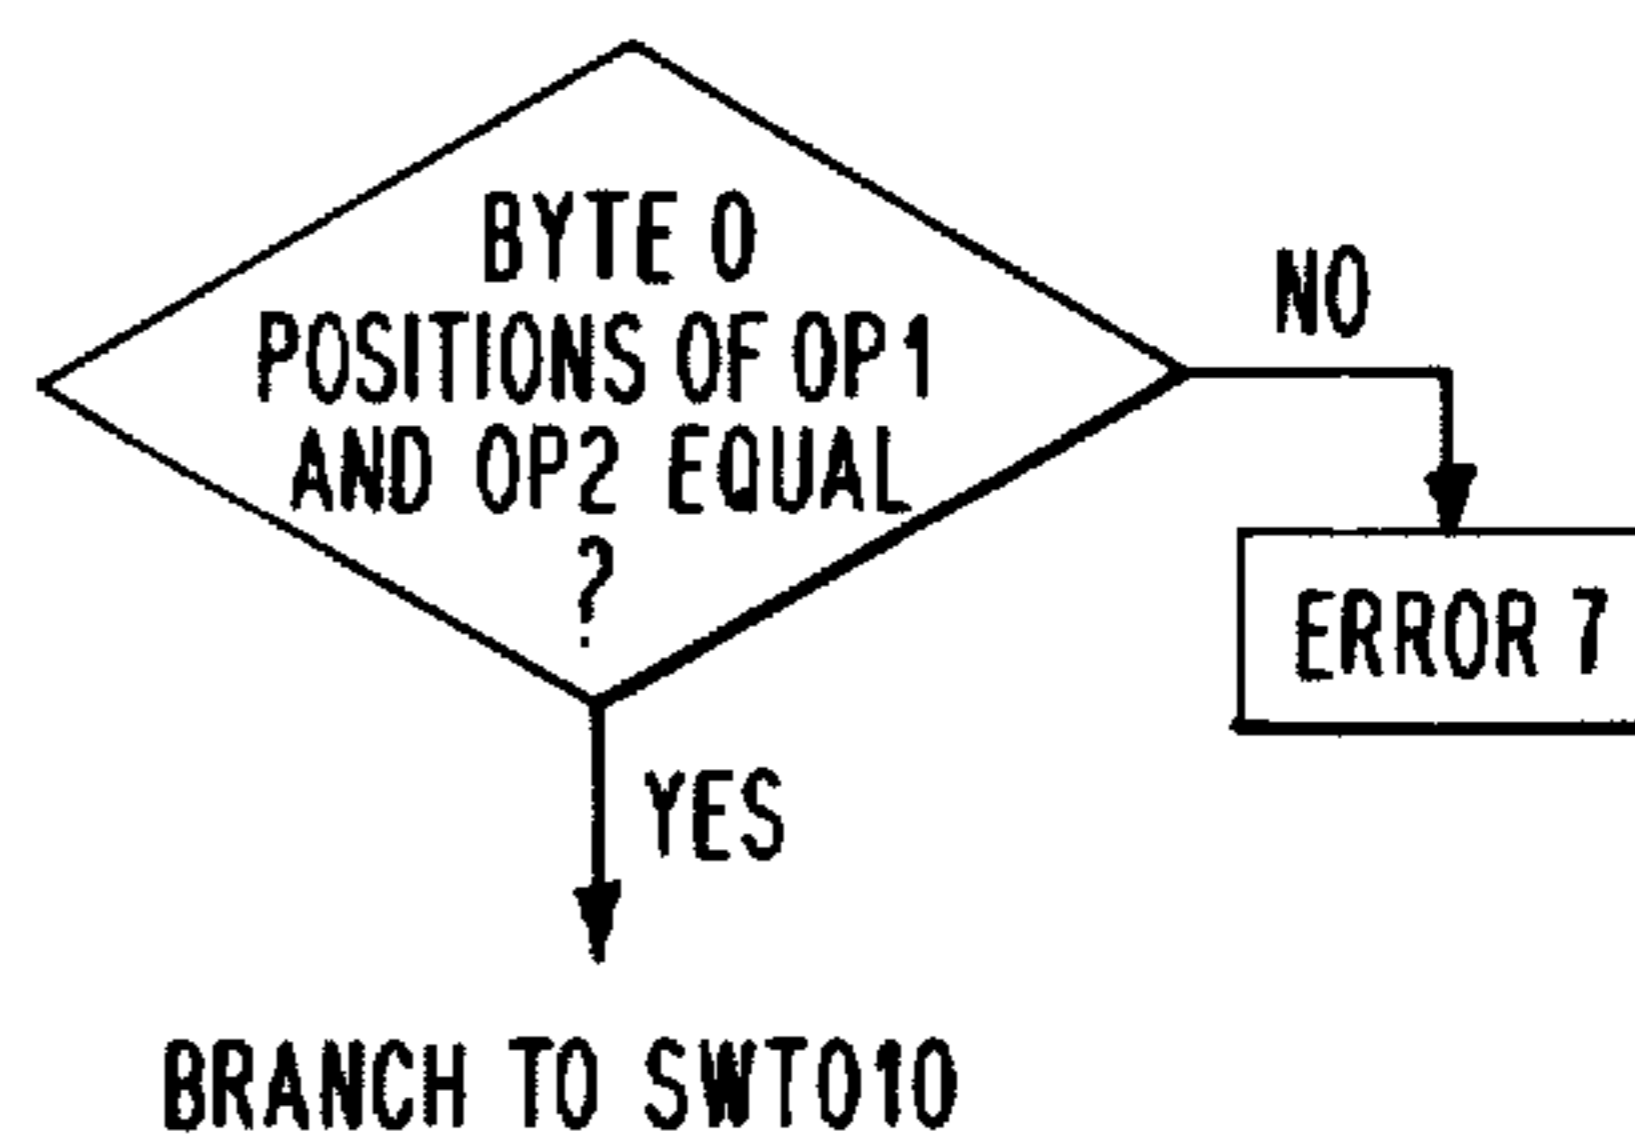 BYTE 0
POSITIONS OF OP1
AND OP2 EQUAL
?
NO
ERROR 7
YES
BRANCH TO SWT010